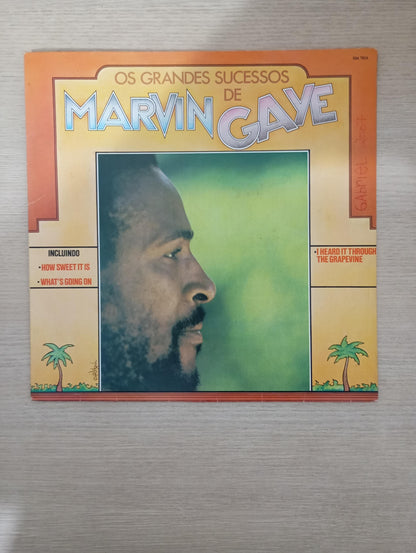 OS GRANDES SUCESSOS
DE
MARVIN GAYE
INCLUINDO
•HOW SWEET IT IS
•WHAT'S GOING ON
•I HEARD IT THROUGH
THE GRAPEVINE
GABRIEL